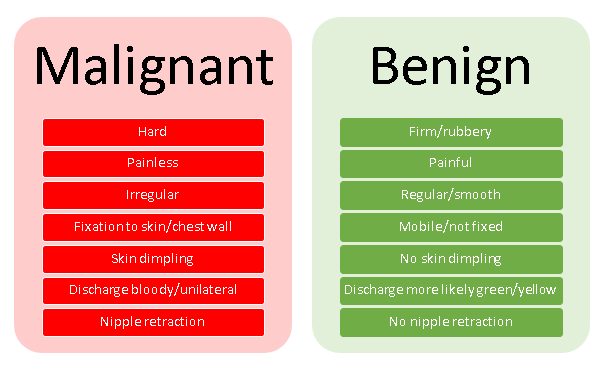 Malignant
Hard
Painless
Irregular
Fixation to skin/chest wall
Skin dimpling
Discharge bloody/unilateral
Nipple retraction
Benign
Firm/rubbery
Painful
Regular/smooth
Mobile/not fixed
No skin dimpling
Discharge more likely green/yellow
No nipple retraction